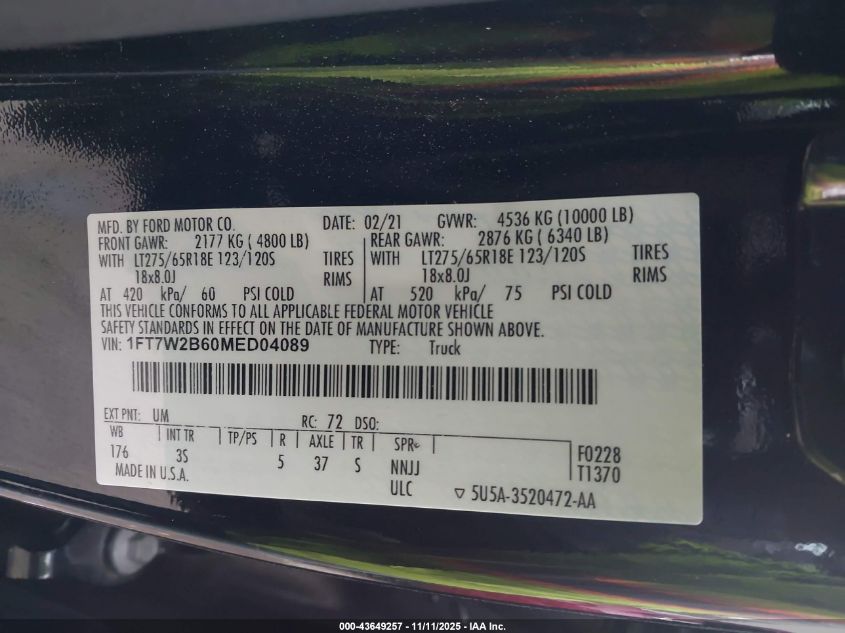 MFD. BY FORD MOTOR CO. DATE: 02/21 GVWR: 4536 KG (10000 LB)
FRONT GAWR: 2177 KG ( 4800 LB) REAR GAWR: 2876 KG ( 6340 LB)
WITH LT275/65R18E 123/120S TIRES WITH LT275/65R18E 123/120S TIRES
18x8.0J RIMS 18x8.0J RIMS
AT 420 kPa/ 60 PSI COLD AT 520 kPa/ 75 PSI COLD
THIS VEHICLE CONFORMS TO ALL APPLICABLE FEDERAL MOTOR VEHICLE
SAFETY STANDARDS IN EFFECT ON THE DATE OF MANUFACTURE SHOWN ABOVE.
VIN: 1FT7W2B60MED04089 TYPE: Truck
EXT PNT: UM RC: 72 DSO:
WB INT TR TP/PS R AXLE TR SPR
176 3S 5 37 S NNJJ F0228
MADE IN U.S.A. ULC T1370
5U5A-3520472-AA
000-43649257 - 11/11/2025 - IAA Inc.